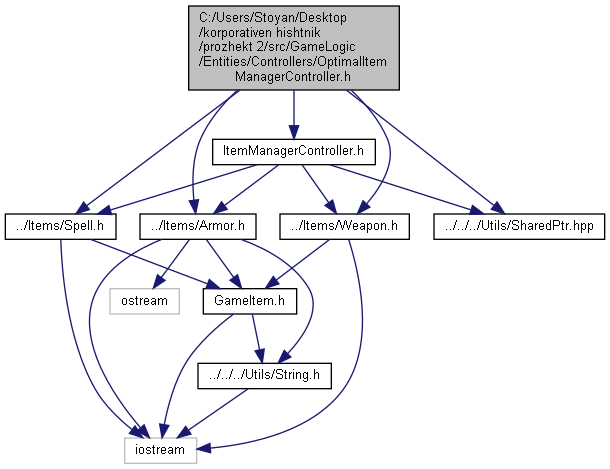 C:/Users/Stoyan/Desktop
/korporativen hishtnik
/prozhekt 2/src/GameLogic
/Entities/Controllers/OptimalItem
ManagerController.h
ItemManagerController.h
../Items/Spell.h
../Items/Armor.h
../Items/Weapon.h
../../../Utils/SharedPtr.hpp
ostream
GameItem.h
../../../Utils/String.h
iostream